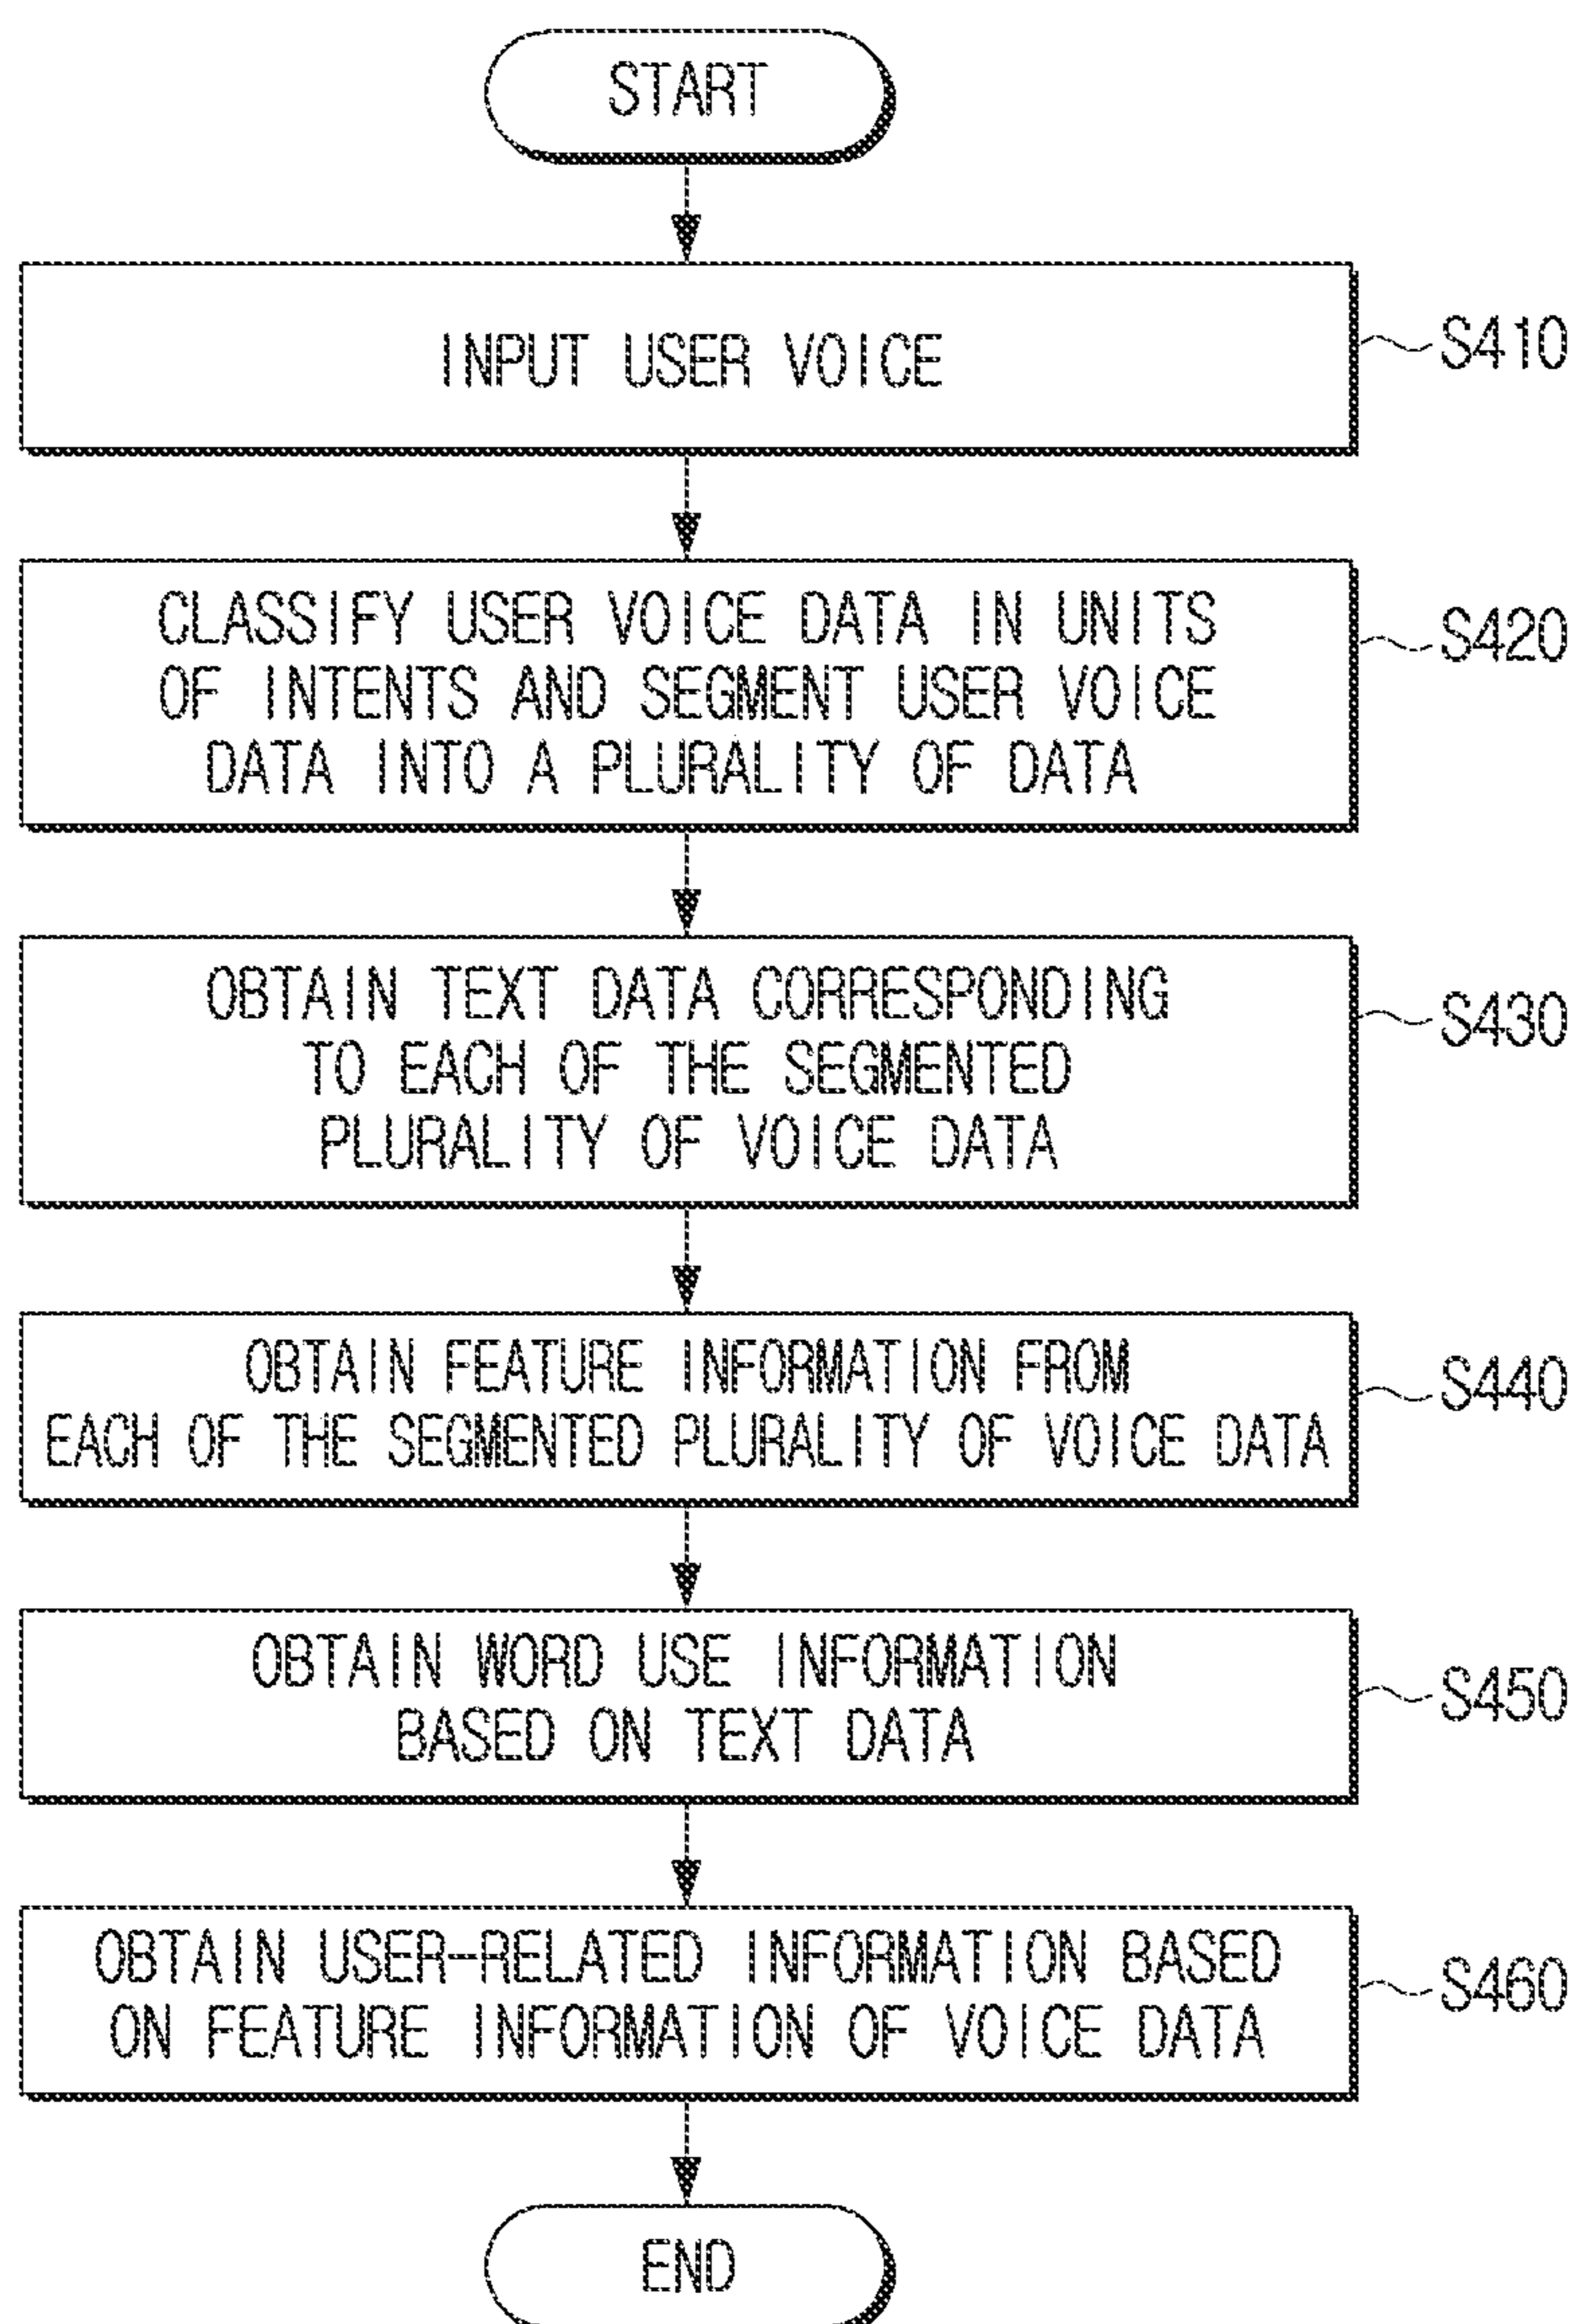 START
INPUT USER VOICE
S410
CLASSIFY USER VOICE DATA IN UNITS
OF INTENTS AND SEGMENT USER VOICE
DATA INTO A PLURALITY OF DATA
S420
OBTAIN TEXT DATA CORRESPONDING
TO EACH OF THE SEGMENTED
PLURALITY OF VOICE DATA
S430
OBTAIN FEATURE INFORMATION FROM
EACH OF THE SEGMENTED PLURALITY OF VOICE DATA
S440
OBTAIN WORD USE INFORMATION
BASED ON TEXT DATA
S450
OBTAIN USER-RELATED INFORMATION BASED
ON FEATURE INFORMATION OF VOICE DATA
S460
END